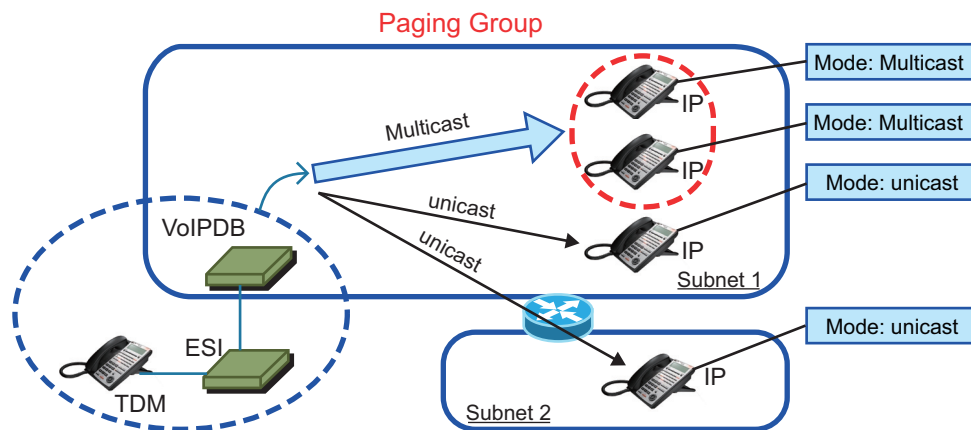 Paging Group
Mode: Multicast
IP
Multicast
Mode: Multicast
IP
Mode: unicast
unicast
VoIPDB
unicast
IP
Subnet 1
Mode: unicast
ESI
IP
TDM
Subnet 2